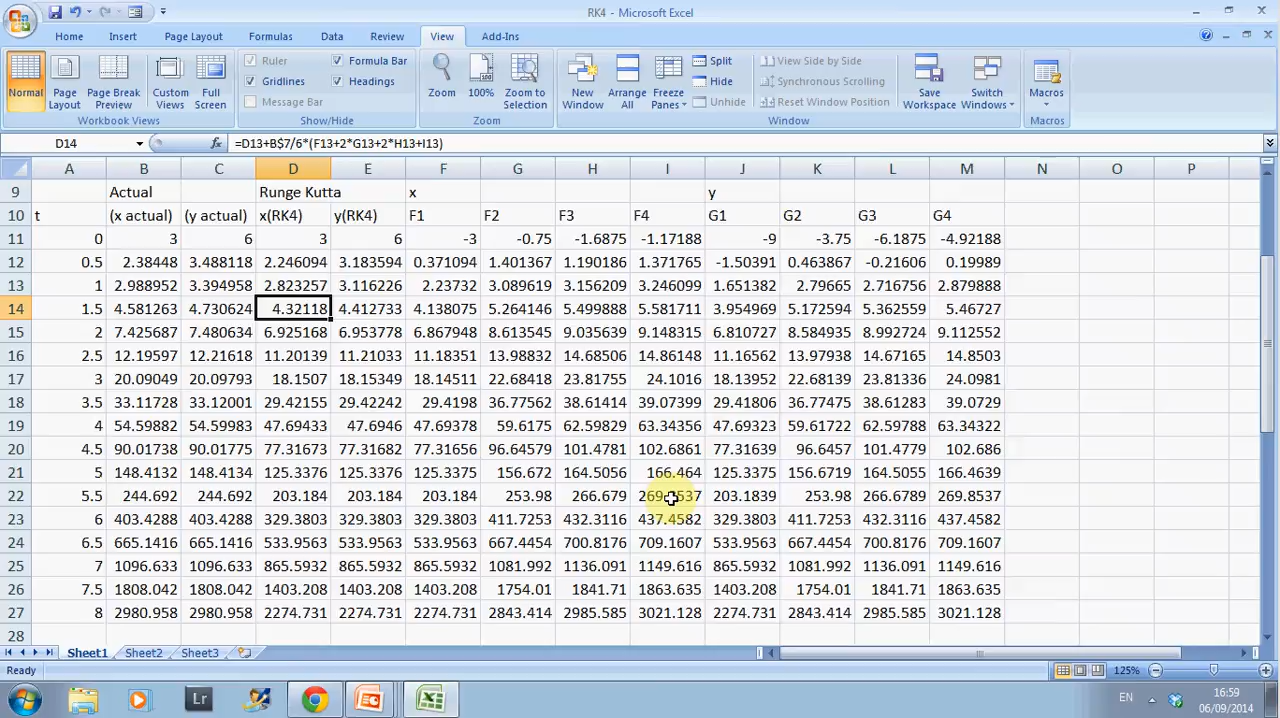 RK4 - Microsoft Excel
Home Insert Page Layout Formulas Data Review View Add-Ins
Normal Page Layout Page Break Preview Custom Views Full Screen
Workbook Views
Ruler Formula Bar
Gridlines Headings
Message Bar
Show/Hide
Zoom 100% Zoom to Selection
Zoom
New Window Arrange All Freeze Panes
Split
Hide
Unhide
View Side by Side
Synchronous Scrolling
Reset Window Position
Window
Save Workspace Switch Windows
Macros
Macros
D14 fx =D13+B$7/6*(F13+2*G13+2*H13+I13)
A B C D E F G H I J K L M N O P
9 Actual Runge Kutta x y
10 t (x actual) (y actual) x(RK4) y(RK4) F1 F2 F3 F4 G1 G2 G3 G4
11 0 3 6 3 6 -3 -0.75 -1.6875 -1.17188 -9 -3.75 -6.1875 -4.92188
12 0.5 2.38448 3.488118 2.246094 3.183594 0.371094 1.401367 1.190186 1.371765 -1.50391 0.463867 -0.21606 0.19989
13 1 2.988952 3.394958 2.823257 3.116226 2.23732 3.089619 3.156209 3.246099 1.651382 2.79665 2.716756 2.879888
14 1.5 4.581263 4.730624 4.32118 4.412733 4.138075 5.264146 5.499888 5.581711 3.954969 5.172594 5.362559 5.46727
15 2 7.425687 7.480634 6.925168 6.953778 6.867948 8.613545 9.035639 9.148315 6.810727 8.584935 8.992724 9.112552
16 2.5 12.19597 12.21618 11.20139 11.21033 11.18351 13.98832 14.68506 14.86148 11.16562 13.97938 14.67165 14.8503
17 3 20.09049 20.09793 18.1507 18.15349 18.14511 22.68418 23.81755 24.1016 18.13952 22.68139 23.81336 24.0981
18 3.5 33.11728 33.12001 29.42155 29.42242 29.4198 36.77562 38.61414 39.07399 29.41806 36.77475 38.61283 39.0729
19 4 54.59882 54.59983 47.69433 47.6946 47.69378 59.6175 62.59829 63.34356 47.69323 59.61722 62.59788 63.34322
20 4.5 90.01738 90.01775 77.31673 77.31682 77.31656 96.64579 101.4781 102.6861 77.31639 96.6457 101.4779 102.686
21 5 148.4132 148.4134 125.3376 125.3376 125.3375 156.672 164.5056 166.464 125.3375 156.6719 164.5055 166.4639
22 5.5 244.692 244.692 203.184 203.184 203.184 253.98 266.679 203.1839 253.98 266.6789 269.8537
23 6 403.4288 403.4288 329.3803 329.3803 329.3803 411.7253 432.3116 437.4582 329.3803 411.7253 432.3116 437.4582
24 6.5 665.1416 665.1416 533.9563 533.9563 533.9563 667.4454 700.8176 709.1607 533.9563 667.4454 700.8176 709.1607
25 7 1096.633 1096.633 865.5932 865.5932 865.5932 1081.992 1136.091 1149.616 865.5932 1081.992 1136.091 1149.616
26 7.5 1808.042 1808.042 1403.208 1403.208 1403.208 1754.01 1841.71 1863.635 1403.208 1754.01 1841.71 1863.635
27 8 2980.958 2980.958 2274.731 2274.731 2274.731 2843.414 2985.585 3021.128 2274.731 2843.414 2985.585 3021.128
28
Sheet1 Sheet2 Sheet3
Ready 125%
Lr EN 16:59
06/09/2014